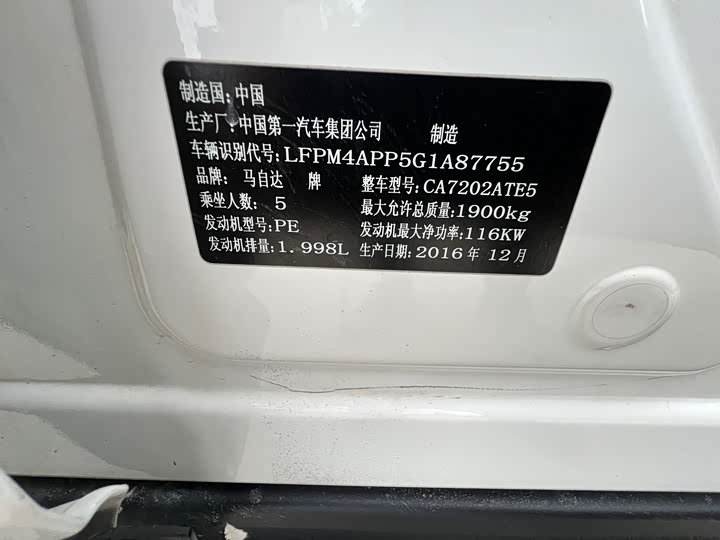 制造国:中国
生产厂:中国第一汽车集团公司 制造
车辆识别代号:LFPM4APP5G1A87755
品牌: 马自达 牌 整车型号:CA7202ATE5
乘坐人数: 5 最大允许总质量:1900kg
发动机型号:PE 发动机最大净功率:116KW
发动机排量:1.998L 生产日期:2016年12月